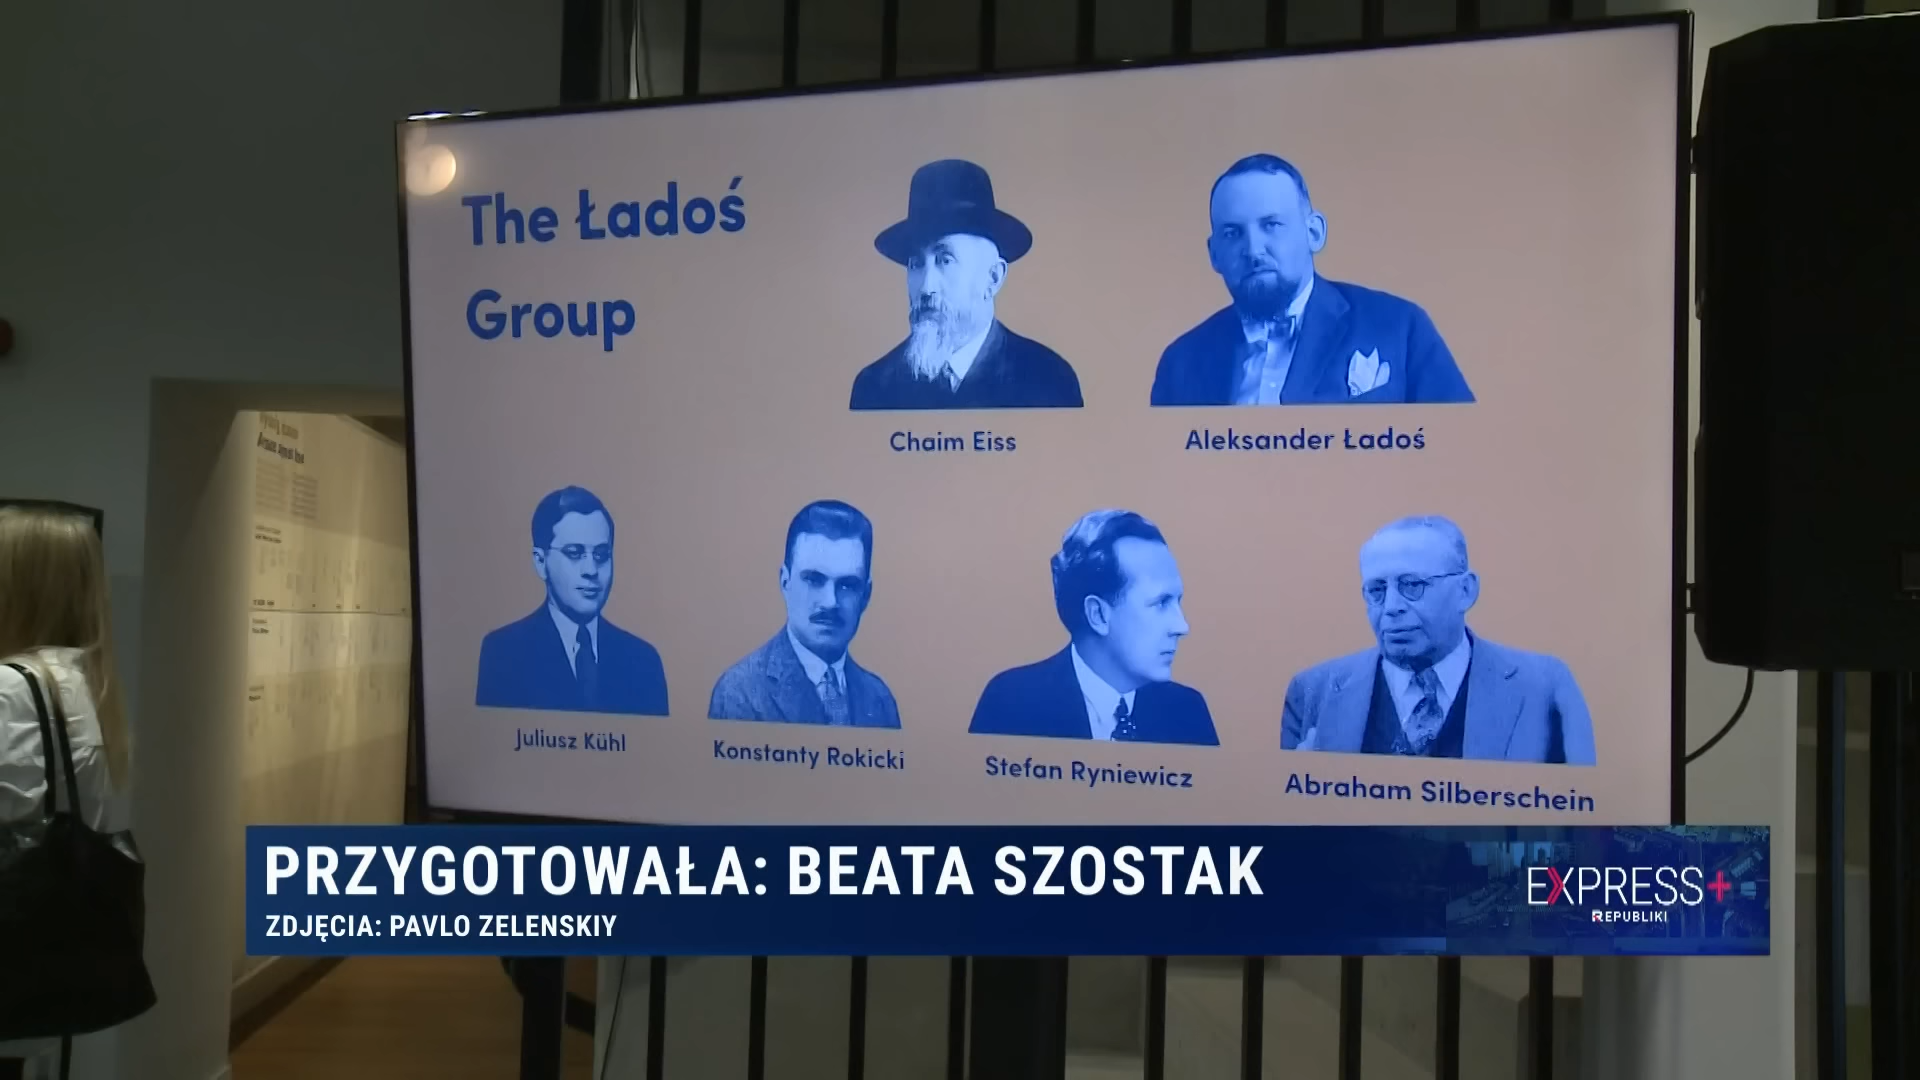 The Ładoś
Group
Chaim Eiss
Aleksander Ładoś
Juliusz Kühl
Konstanty Rokicki
Stefan Ryniewicz
Abraham Silberschein
PRZYGOTOWAŁA: BEATA SZOSTAK
ZDJĘCIA: PAVLO ZELENSKIY
EXPRESS+
REPUBLIKI